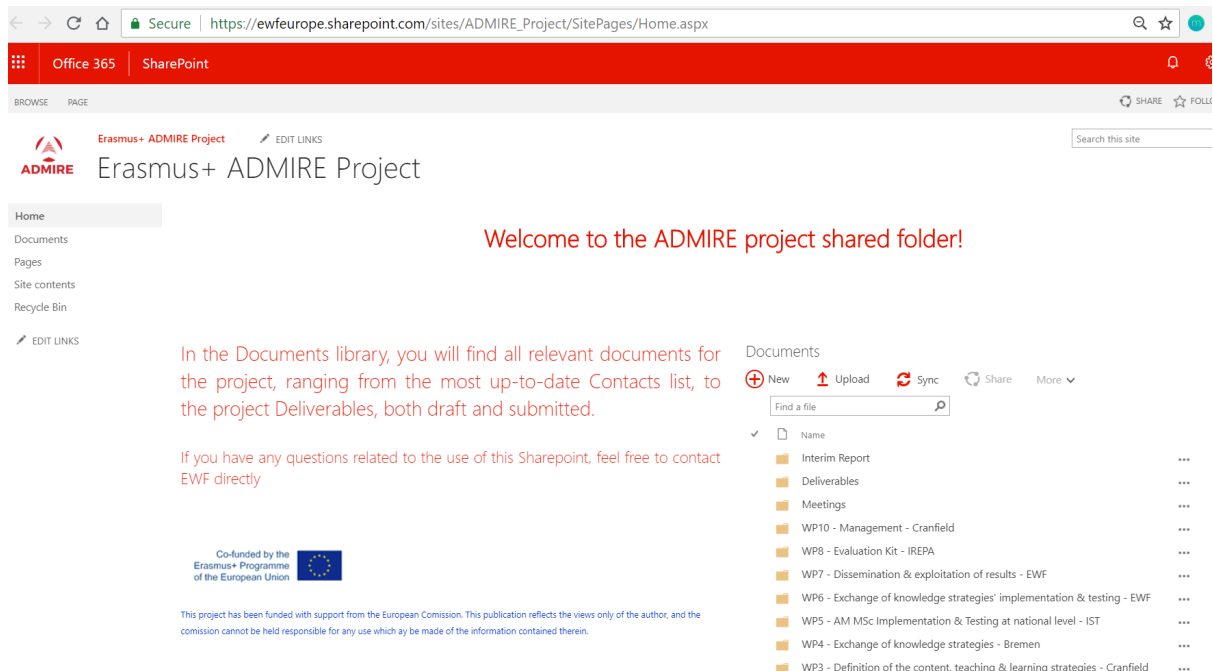 Secure | https://ewfeurope.sharepoint.com/sites/ADMIRE_Project/SitePages/Home.aspx
m
Office 365 SharePoint
BROWSE PAGE SHARE
ADMIRE
Erasmus+ ADMIRE Project EDIT LINKS
Search this site
Erasmus+ ADMIRE Project
Home
Documents
Pages
Site contents
Recycle Bin
EDIT LINKS
Welcome to the ADMIRE project shared folder!
In the Documents library, you will find all relevant documents for
the project, ranging from the most up-to-date Contacts list, to
the project Deliverables, both draft and submitted.
If you have any questions related to the use of this Sharepoint, feel free to contact
EWF directly
Co-funded by the
Erasmus+ Programme
of the European Union
This project has been funded with support from the European Comission. This publication reflects the views only of the author, and the
comission cannot be held responsible for any use which ay be made of the information contained therein.
Documents
New Upload Sync Share More
Find a file
Name
Interim Report
Deliverables
Meetings
WP10 - Management - Cranfield
WP8 - Evaluation Kit - IREPA
WP7 - Dissemination & exploitation of results - EWF
WP6 - Exchange of knowledge strategies' implementation & testing - EWF
WP5 - AM MSc Implementation & Testing at national level - IST
WP4 - Exchange of knowledge strategies - Bremen
WP3 - Definition of the content, teaching & learning strategies - Cranfield